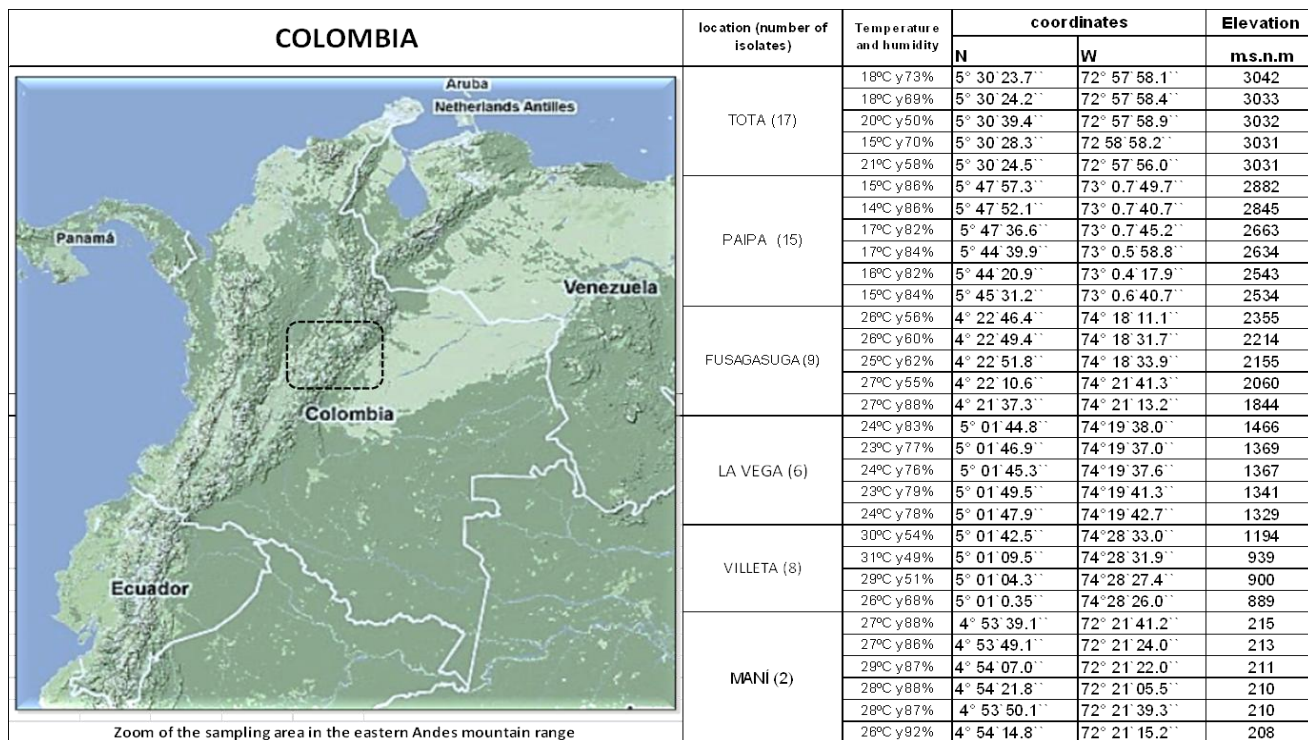 COLOMBIA
Aruba
Netherlands Antilles
Panamá
Venezuela
Colombia
Ecuador
Zoom of the sampling area in the eastern Andes mountain range
location (number of isolates) Temperature and humidity coordinates Elevation
N W m.s.n.m
TOTA (17)
18ºC y73% 5° 30´23.7´´ 72° 57´58.1´´ 3042
18ºC y69% 5° 30´24.2´´ 72° 57´58.4´´ 3033
20ºC y50% 5° 30´39.4´´ 72° 57´58.9´´ 3032
15ºC y70% 5° 30´28.3´´ 72 58´58.2´´ 3031
21ºC y58% 5° 30´24.5´´ 72° 57´56.0´´ 3031
PAIPA (15)
15ºC y86% 5° 47´57.3´´ 73° 0.7´49.7´´ 2882
14ºC y86% 5° 47´52.1´´ 73° 0.7´40.7´´ 2845
17ºC y82% 5° 47´36.6´´ 73° 0.7´45.2´´ 2663
17ºC y84% 5° 44´39.9´´ 73° 0.5´58.8´´ 2634
16ºC y82% 5° 44´20.9´´ 73° 0.4´17.9´´ 2543
15ºC y84% 5° 45´31.2´´ 73° 0.6´40.7´´ 2534
FUSAGASUGA (9)
26ºC y56% 4° 22´46.4´´ 74° 18´11.1´´ 2355
26ºC y60% 4° 22´49.4´´ 74° 18´31.7´´ 2214
25ºC y62% 4° 22´51.8´´ 74° 18´33.9´´ 2155
27ºC y55% 4° 22´10.6´´ 74° 21´41.3´´ 2060
27ºC y88% 4° 21´37.3´´ 74° 21´13.2´´ 1844
LA VEGA (6)
24ºC y83% 5° 01´44.8´´ 74°19´38.0´´ 1466
23ºC y77% 5° 01´46.9´´ 74°19´37.0´´ 1369
24ºC y76% 5° 01´45.3´´ 74°19´37.6´´ 1367
23ºC y79% 5° 01´49.5´´ 74°19´41.3´´ 1341
24ºC y78% 5° 01´47.9´´ 74°19´42.7´´ 1329
VILLETA (8)
30ºC y54% 5° 01´42.5´´ 74°28´33.0´´ 1194
31ºC y49% 5° 01´09.5´´ 74°28´31.9´´ 939
29ºC y51% 5° 01´04.3´´ 74°28´27.4´´ 900
26ºC y68% 5° 01´0.35´´ 74°28´26.0´´ 889
MANÍ (2)
27ºC y88% 4° 53´39.1´´ 72° 21´41.2´´ 215
27ºC y86% 4° 53´49.1´´ 72° 21´24.0´´ 213
29ºC y87% 4° 54´07.0´´ 72° 21´22.0´´ 211
28ºC y88% 4° 54´21.8´´ 72° 21´05.5´´ 210
28ºC y87% 4° 53´50.1´´ 72° 21´39.3´´ 210
26ºC y92% 4° 54´14.8´´ 72° 21´15.2´´ 208